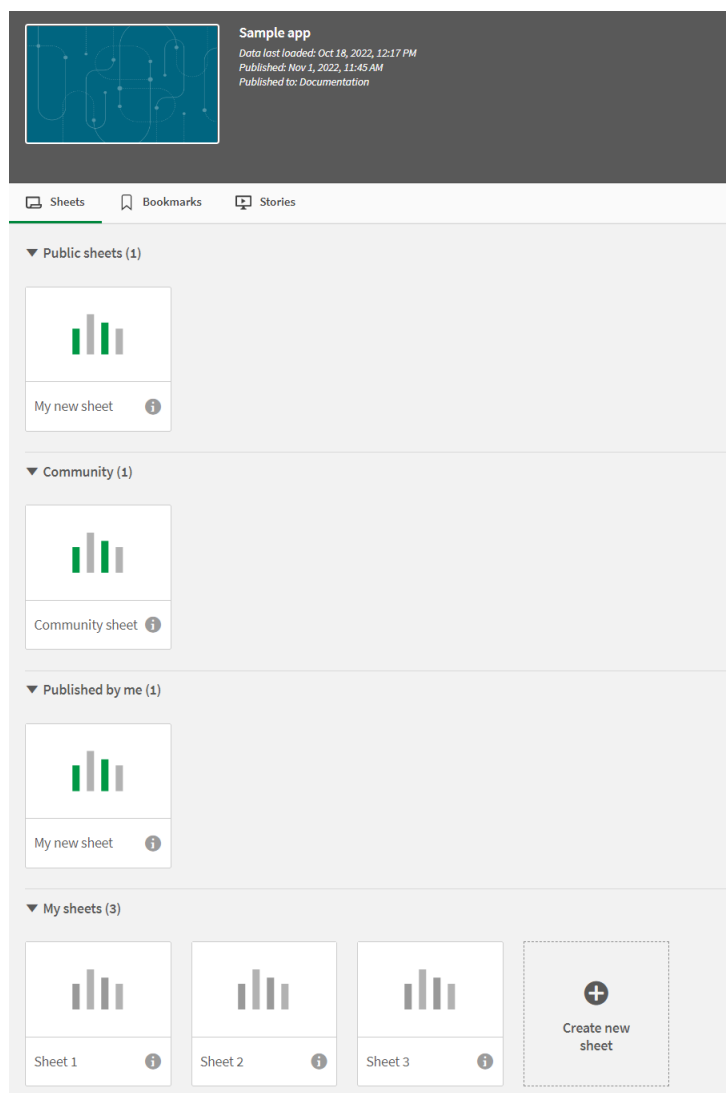 Sample app
Data last loaded: Oct 18, 2022, 12:17 PM
Published: Nov 1, 2022, 11:45 AM
Published to: Documentation
Sheets Bookmarks Stories
Public sheets (1)
My new sheet
Community (1)
Community sheet
Published by me (1)
My new sheet
My sheets (3)
Sheet 1 Sheet 2 Sheet 3 Create new
sheet